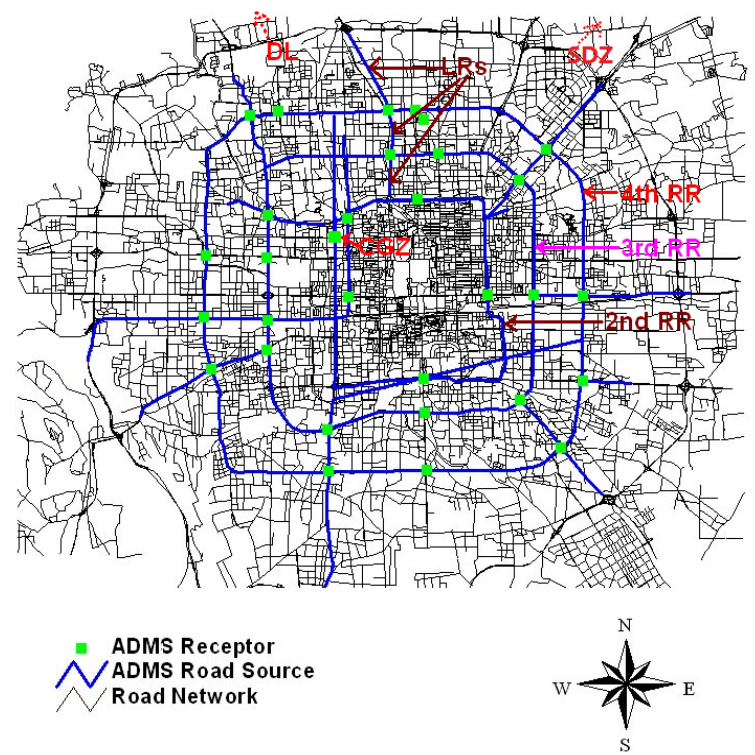 DL
LRs
SDZ
4th RR
CGZ
3rd RR
2nd RR
ADMS Receptor
ADMS Road Source
Road Network
N
W
E
S